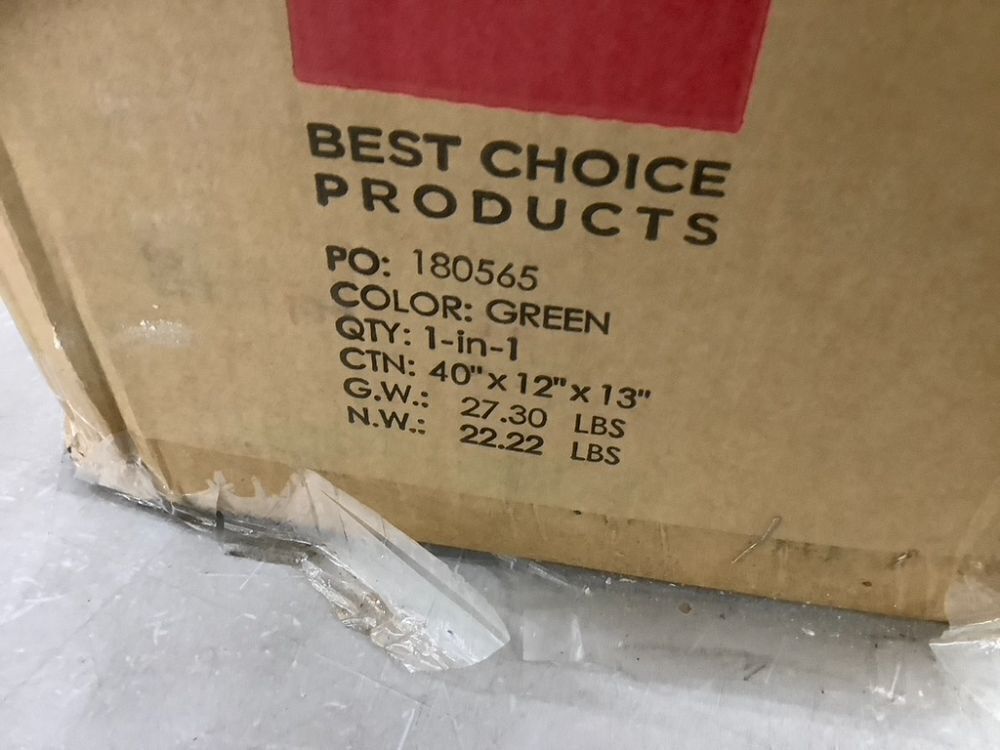 BEST CHOICE
PRODUCTS
PO: 180565
COLOR: GREEN
QTY: 1-in-1
CTN: 40" x 12" x 13"
G.W.: 27.30 LBS
N.W.: 22.22 LBS